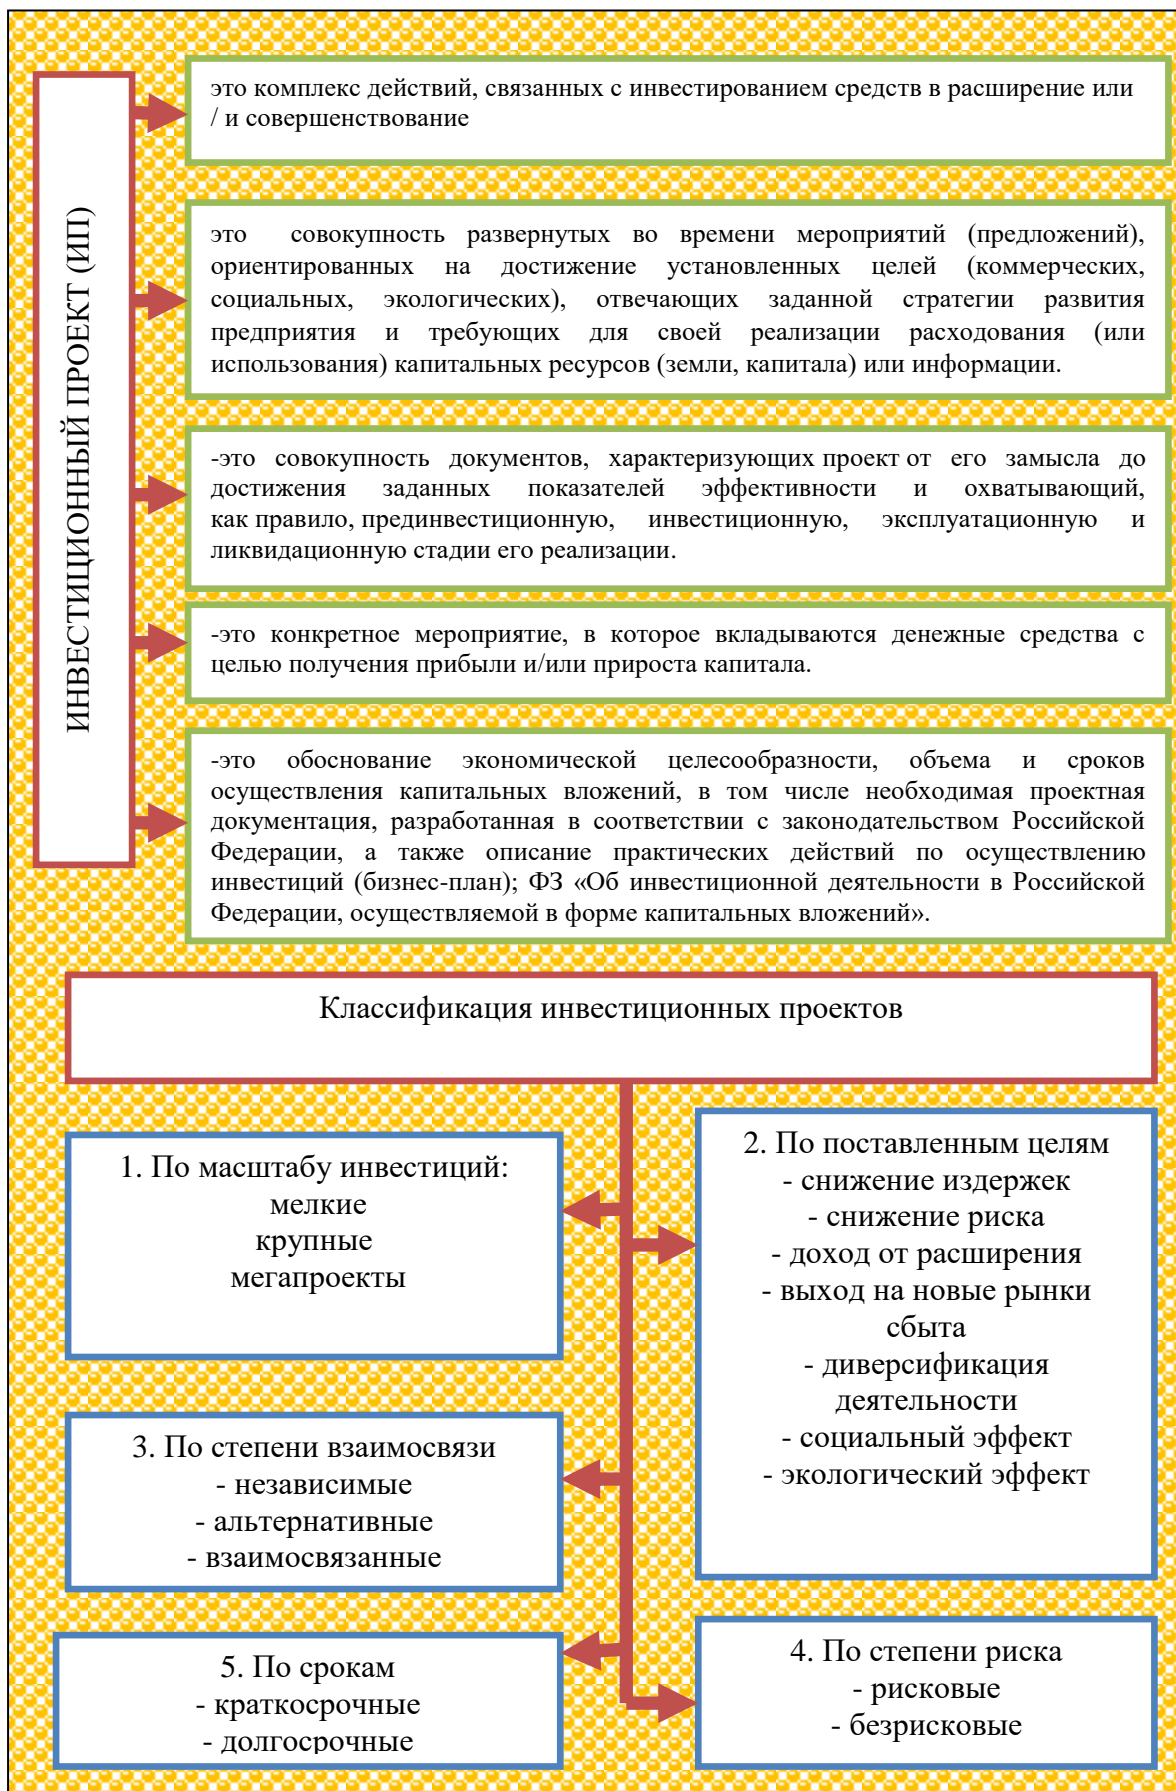 ИНВЕСТИЦИОННЫЙ ПРОЕКТ (ИП)
это комплекс действий, связанных с инвестированием средств в расширение или
/ и совершенствование
это совокупность развернутых во времени мероприятий (предложений),
ориентированных на достижение установленных целей (коммерческих,
социальных, экологических), отвечающих заданной стратегии развития
предприятия и требующих для своей реализации расходования (или
использования) капитальных ресурсов (земли, капитала) или информации.
-это совокупность документов, характеризующих проект от его замысла до
достижения заданных показателей эффективности и охватывающий,
как правило, прединвестиционную, инвестиционную, эксплуатационную и
ликвидационную стадии его реализации.
-это конкретное мероприятие, в которое вкладываются денежные средства с
целью получения прибыли и/или прироста капитала.
-это обоснование экономической целесообразности, объема и сроков
осуществления капитальных вложений, в том числе необходимая проектная
документация, разработанная в соответствии с законодательством Российской
Федерации, а также описание практических действий по осуществлению
инвестиций (бизнес-план); ФЗ «Об инвестиционной деятельности в Российской
Федерации, осуществляемой в форме капитальных вложений».
Классификация инвестиционных проектов
1. По масштабу инвестиций:
мелкие
крупные
мегапроекты
2. По поставленным целям
- снижение издержек
- снижение риска
- доход от расширения
- выход на новые рынки
сбыта
- диверсификация
деятельности
- социальный эффект
- экологический эффект
3. По степени взаимосвязи
- независимые
- альтернативные
- взаимосвязанные
4. По степени риска
- рисковые
- безрисковые
5. По срокам
- краткосрочные
- долгосрочные